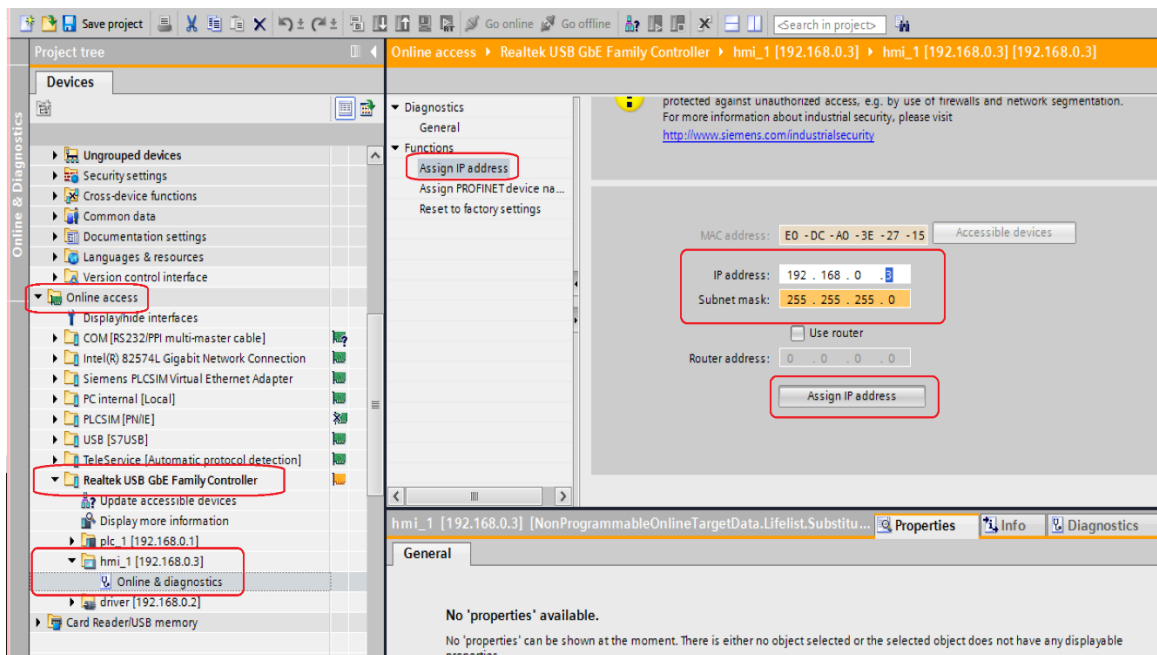 Save project
Go online
Go offline
<Search in project>
Project tree
Online access ▸ Realtek USB GbE Family Controller ▸ hmi_1 [192.168.0.3] ▸ hmi_1 [192.168.0.3] [192.168.0.3]
Devices
Online & Diagnostics
Ungrouped devices
Security settings
Cross-device functions
Common data
Documentation settings
Languages & resources
Version control interface
Online access
Display/hide interfaces
COM [RS232/PPI multi-master cable]
Intel(R) 82574L Gigabit Network Connection
Siemens PLCSIM Virtual Ethernet Adapter
PC internal [Local]
PLCSIM [PN/IE]
USB [S7USB]
TeleService [Automatic protocol detection]
Realtek USB GbE Family Controller
Update accessible devices
Display more information
plc_1 [192.168.0.1]
hmi_1 [192.168.0.3]
Online & diagnostics
driver [192.168.0.2]
Card Reader/USB memory
Diagnostics
General
Functions
Assign IP address
Assign PROFINET device na...
Reset to factory settings
protected against unauthorized access, e.g. by use of firewalls and network segmentation.
For more information about industrial security, please visit
http://www.siemens.com/industrialsecurity
MAC address: E0 -DC -A0 -3E -27 -15
Accessible devices
IP address: 192 . 168 . 0 . 3
Subnet mask: 255 . 255 . 255 . 0
Use router
Router address: 0 . 0 . 0 . 0
Assign IP address
hmi_1 [192.168.0.3] [NonProgrammableOnlineTargetData.Lifelist.Substitu...
Properties
Info
Diagnostics
General
No 'properties' available.
No 'properties' can be shown at the moment. There is either no object selected or the selected object does not have any displayable
properties.